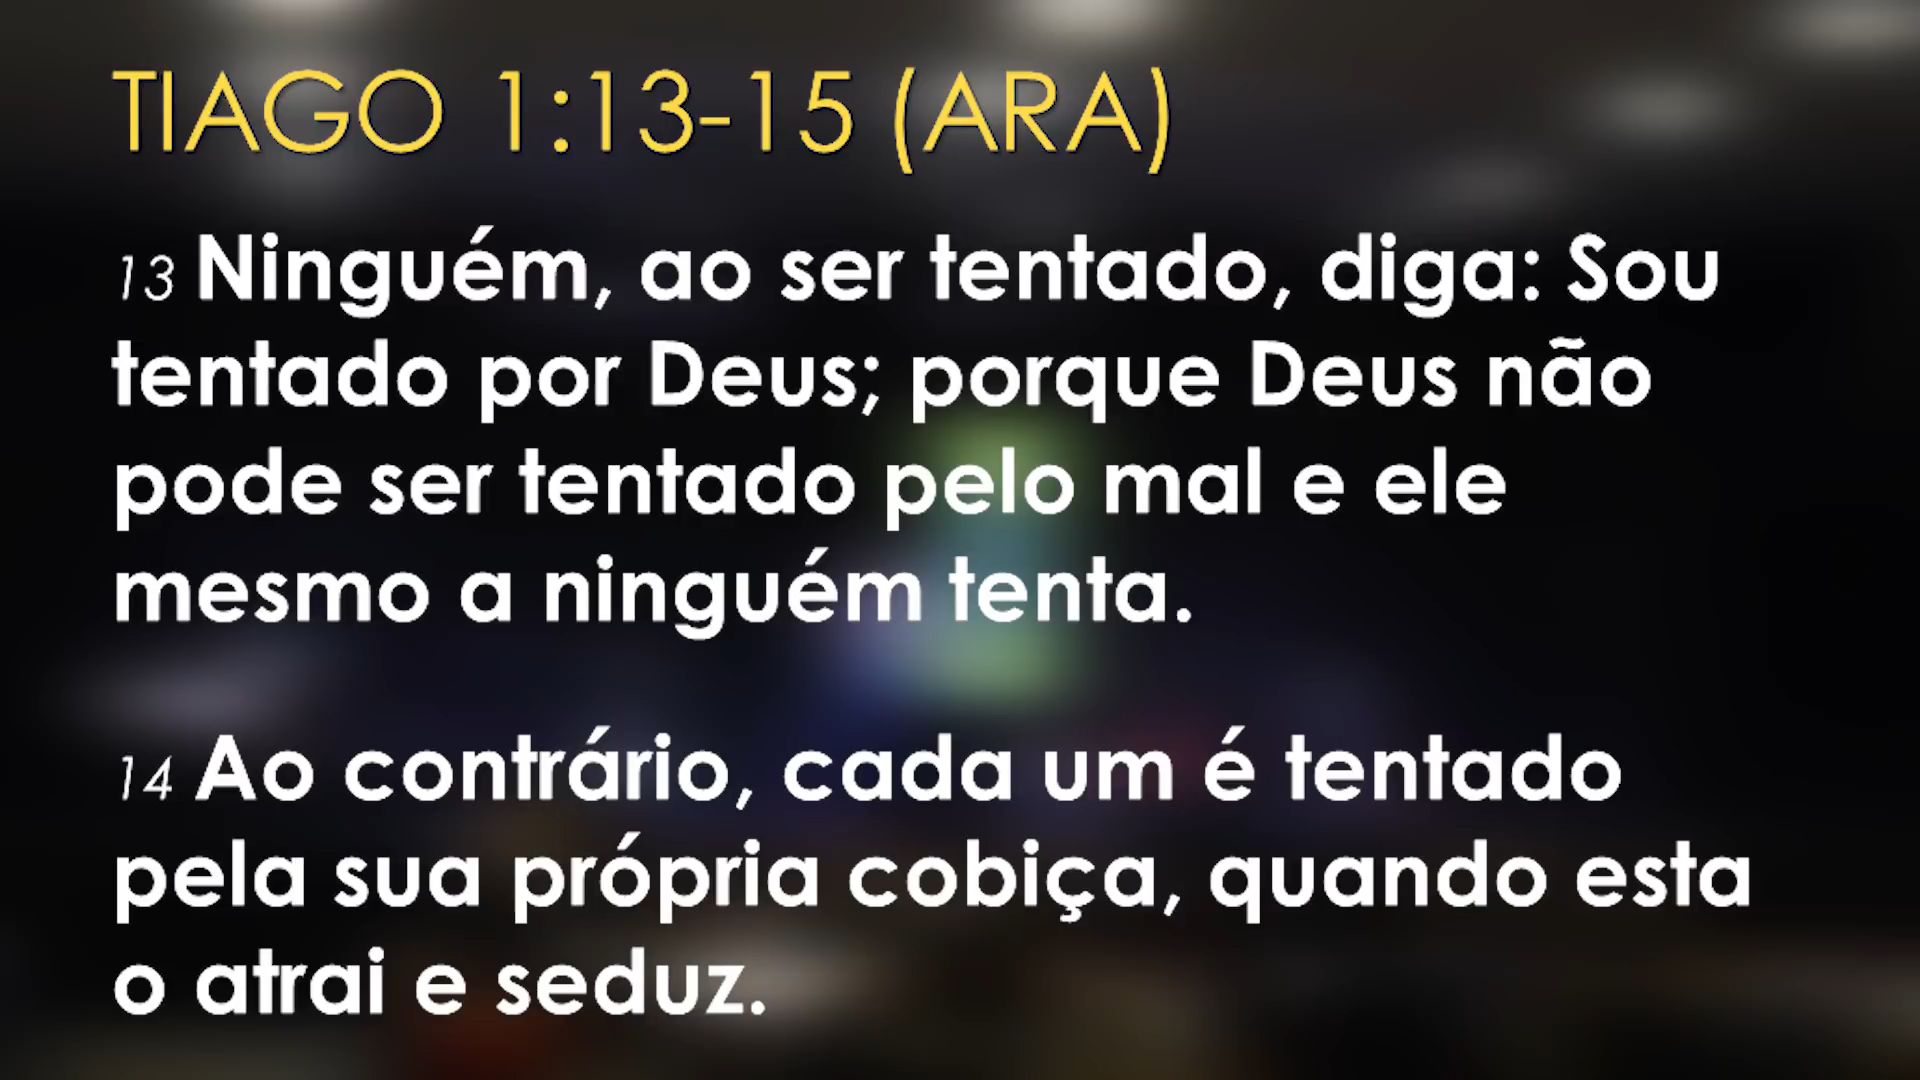 TIAGO 1:13-15 (ARA)
13 Ninguém, ao ser tentado, diga: Sou
tentado por Deus; porque Deus não
pode ser tentado pelo mal e ele
mesmo a ninguém tenta.
14 Ao contrário, cada um é tentado
pela sua própria cobiça, quando esta
o atrai e seduz.